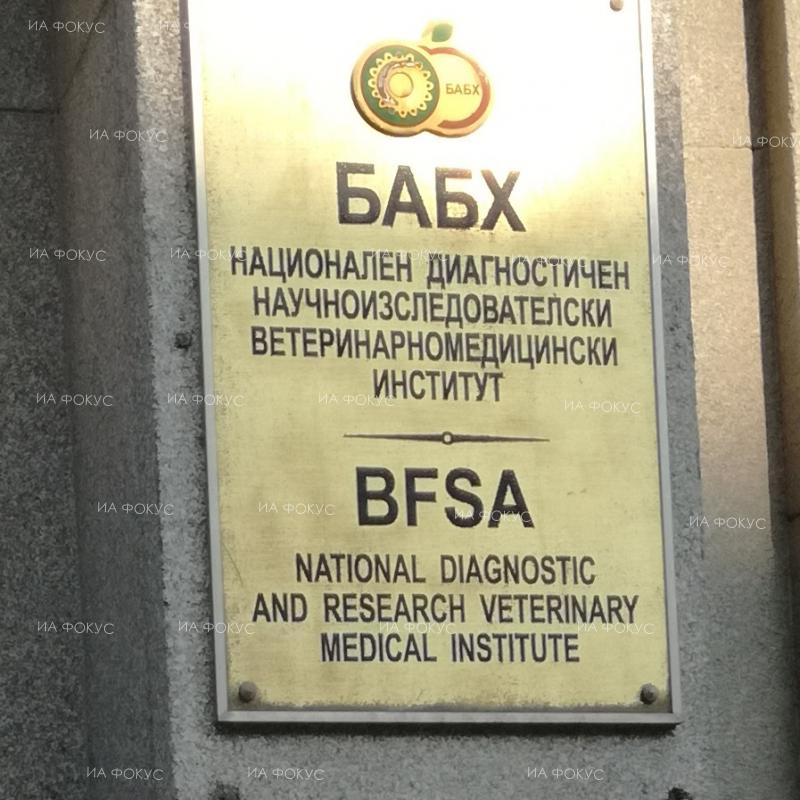 БАБХ
БАБХ
НАЦИОНАЛЕН ДИАГНОСТИЧЕН
НАУЧНОИЗСЛЕДОВАТЕЛСКИ
ВЕТЕРИНАРНОМЕДИЦИНСКИ
ИНСТИТУТ
BFSA
NATIONAL DIAGNOSTIC
AND RESEARCH VETERINARY
MEDICAL INSTITUTE
ИА ФОКУС